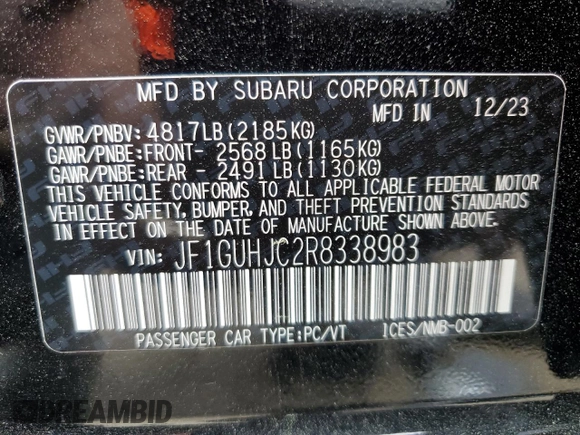 MFD BY SUBARU CORPORATION
MFD IN 12/23
GVWR/PNBV: 4817LB(2185KG)
GAWR/PNBE:FRONT- 2568LB(1165KG)
GAWR/PNBE:REAR - 2491LB(1130KG)
THIS VEHICLE CONFORMS TO ALL APPLICABLE FEDERAL MOTOR
VEHICLE SAFETY, BUMPER, AND THEFT PREVENTION STANDARDS
IN EFFECT ON THE DATE OF MANUFACTURE SHOWN ABOVE.
VIN: JF1GUHJC2R8338983
PASSENGER CAR TYPE:PC/VT 1CES/NMB-002
DREAMBID